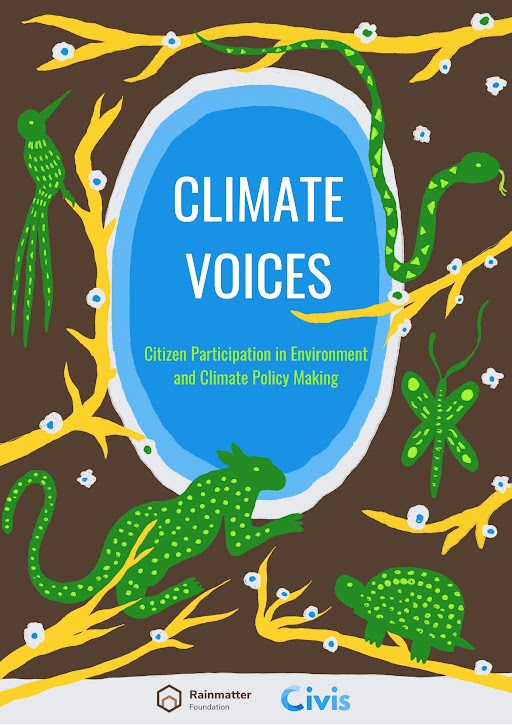 CLIMATE
VOICES
Citizen Participation in Environment
and Climate Policy Making
Rainmatter
Foundation
Civis